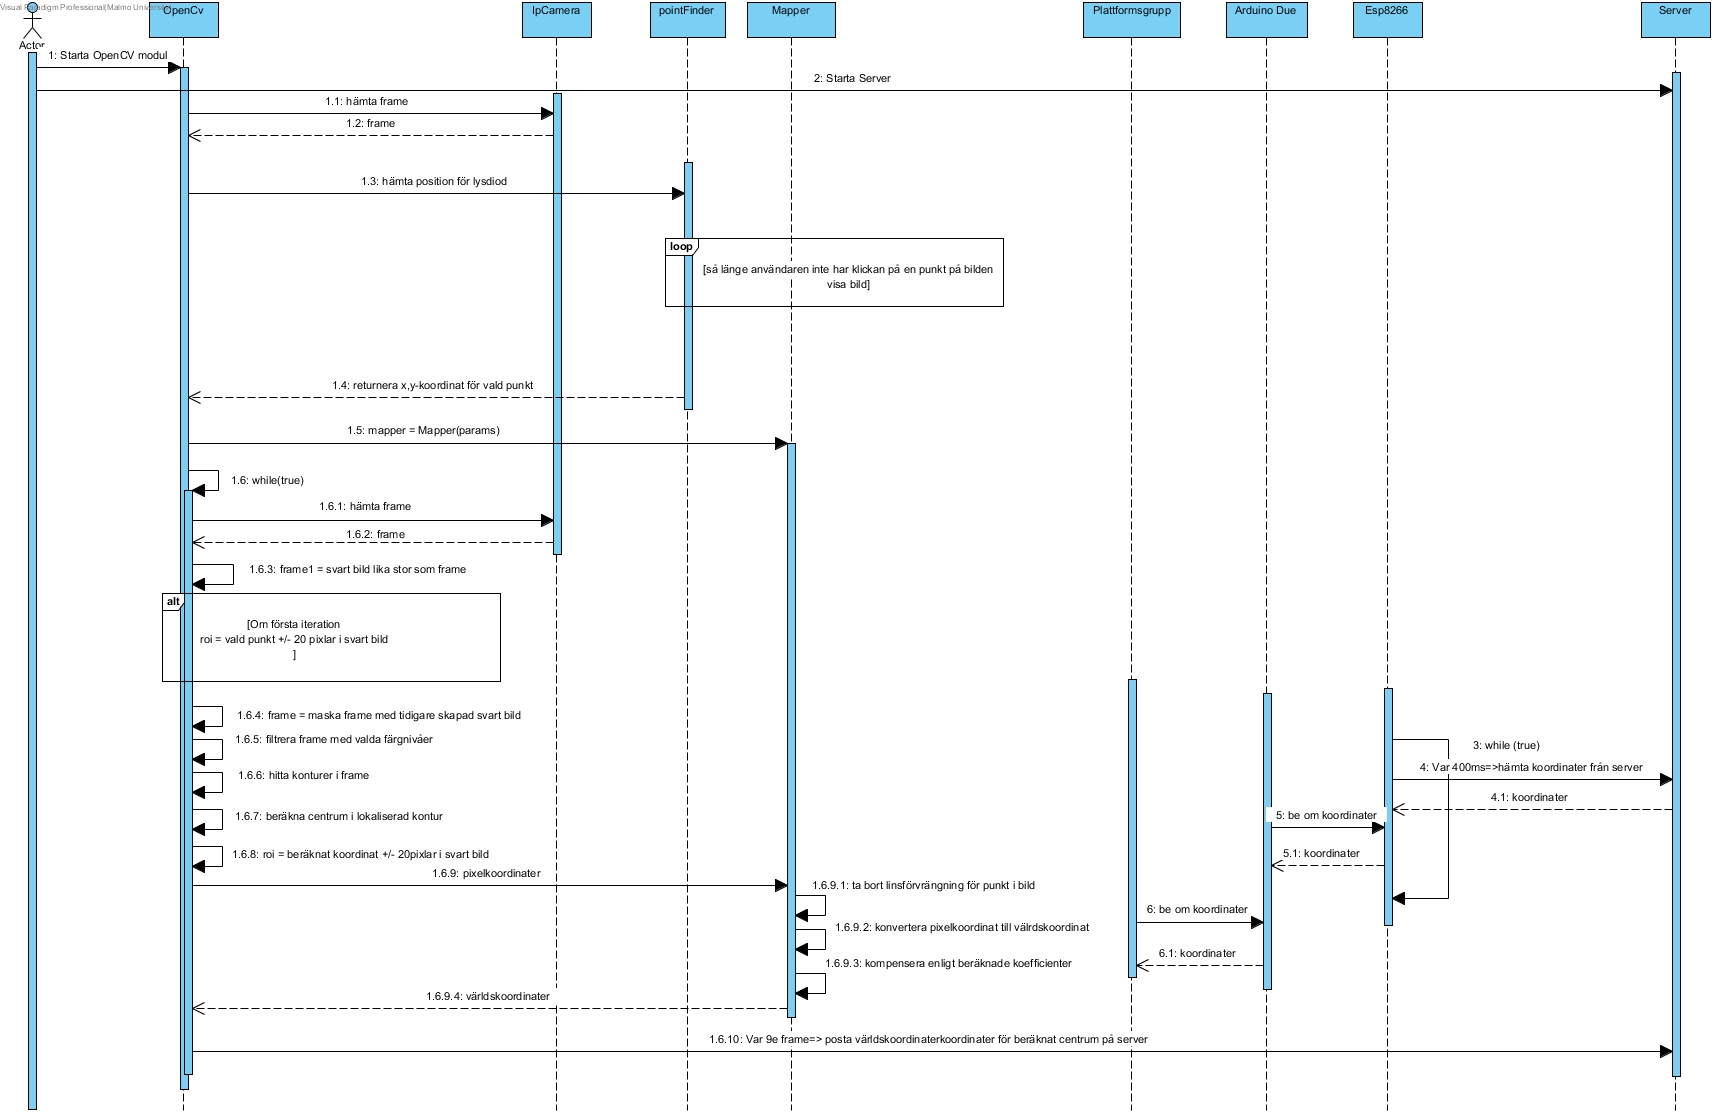 Visual Paradigm Professional(Malmo University)
Actor
OpenCv
IpCamera
pointFinder
Mapper
Plattformsgrupp
Arduino Due
Esp8266
Server
1: Starta OpenCV modul
2: Starta Server
1.1: hämta frame
1.2: frame
1.3: hämta position för lysdiod
loop
[så länge användaren inte har klickan på en punkt på bilden
visa bild]
1.4: returnera x,y-koordinat för vald punkt
1.5: mapper = Mapper(params)
1.6: while(true)
1.6.1: hämta frame
1.6.2: frame
1.6.3: frame1 = svart bild lika stor som frame
alt
[Om första iteration
roi = vald punkt +/- 20 pixlar i svart bild
]
1.6.4: frame = maska frame med tidigare skapad svart bild
1.6.5: filtrera frame med valda färgnivåer
1.6.6: hitta konturer i frame
1.6.7: beräkna centrum i lokaliserad kontur
1.6.8: roi = beräknat koordinat +/- 20pixlar i svart bild
1.6.9: pixelkoordinater
3: while (true)
4: Var 400ms=>hämta koordinater från server
4.1: koordinater
5: be om koordinater
5.1: koordinater
1.6.9.1: ta bort linsförvrängning för punkt i bild
6: be om koordinater
1.6.9.2: konvertera pixelkoordinat till välrdskoordinat
6.1: koordinater
1.6.9.3: kompensera enligt beräknade koefficienter
1.6.9.4: världskoordinater
1.6.10: Var 9e frame=> posta världskoordinaterkoordinater för beräknat centrum på server